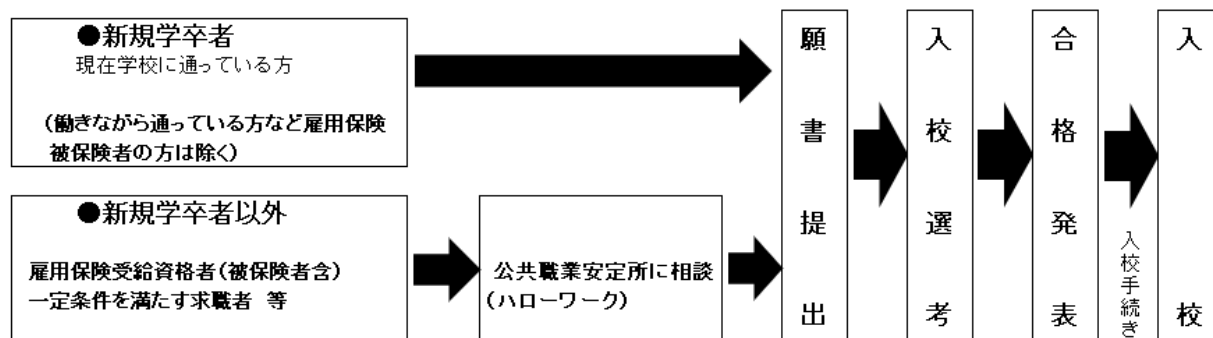 ●新規学卒者
現在学校に通っている方
(働きながら通っている方など雇用保険
被保険者の方は除く)
●新規学卒者以外
雇用保険受給資格者(被保険者含)
一定条件を満たす求職者 等
公共職業安定所に相談
(ハローワーク)
願書提出
入校選考
合格発表
入校手続き
入校